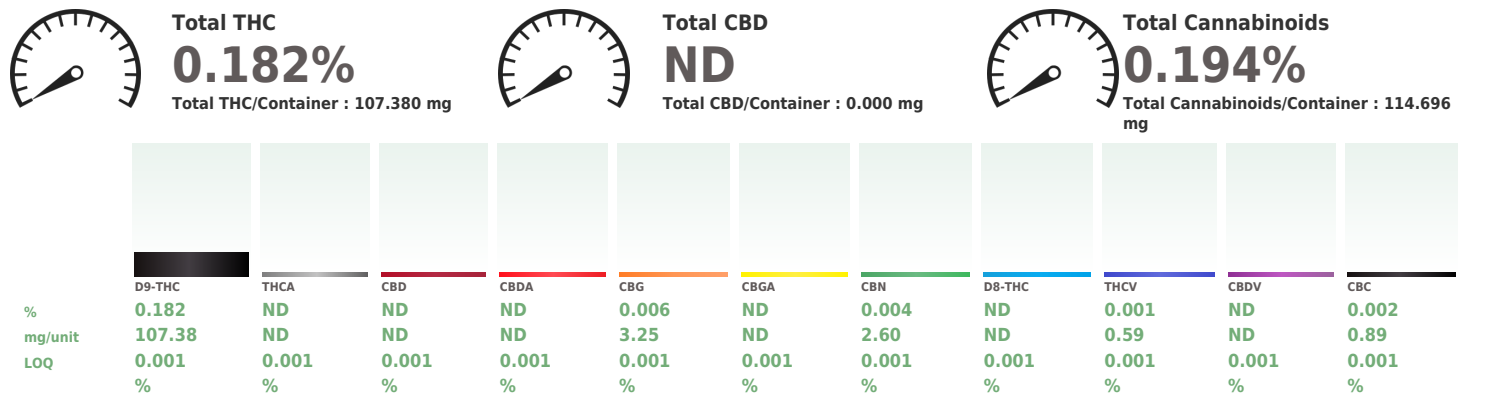 Total THC
0.182%
Total THC/Container : 107.380 mg
Total CBD
ND
Total CBD/Container : 0.000 mg
Total Cannabinoids
0.194%
Total Cannabinoids/Container : 114.696
mg
D9-THC THCA CBD CBDA CBG CBGA CBN D8-THC THCV CBDV CBC
% 0.182 ND ND ND 0.006 ND 0.004 ND 0.001 ND 0.002
mg/unit 107.38 ND ND ND 3.25 ND 2.60 ND 0.59 ND 0.89
LOQ 0.001 0.001 0.001 0.001 0.001 0.001 0.001 0.001 0.001 0.001 0.001
% % % % % % % % % % %